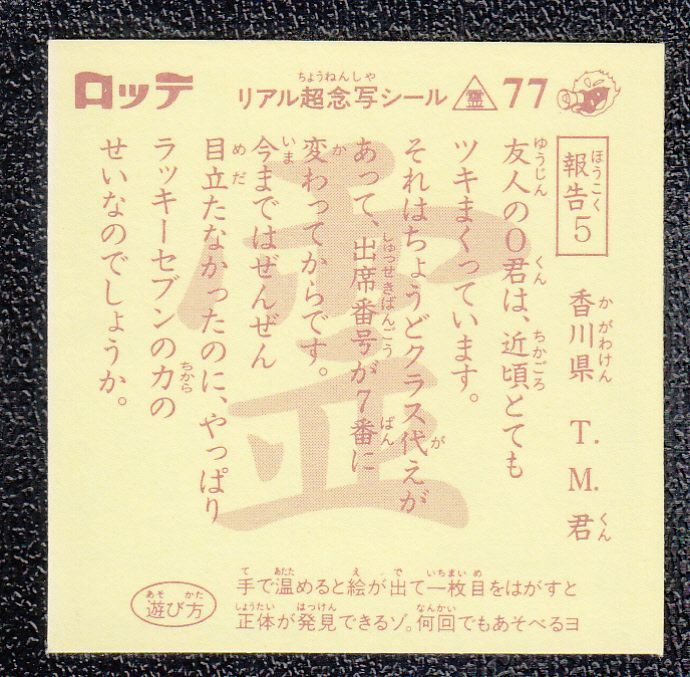 ロッテ
リアル超念写シール 霊 77
報告5
香川県 T.M.君
友人のO君は、近頃とても
ツキまくっています。
それはちょうどクラス代えが
あって、出席番号が7番に
変わってからです。
今まではぜんぜん
目立たなかったのに、やっぱり
ラッキーセブンの力の
せいなのでしょうか。
霊
遊び方
手で温めると絵が出て一枚目をはがすと
正体が発見できるゾ。何回でもあそべるヨ